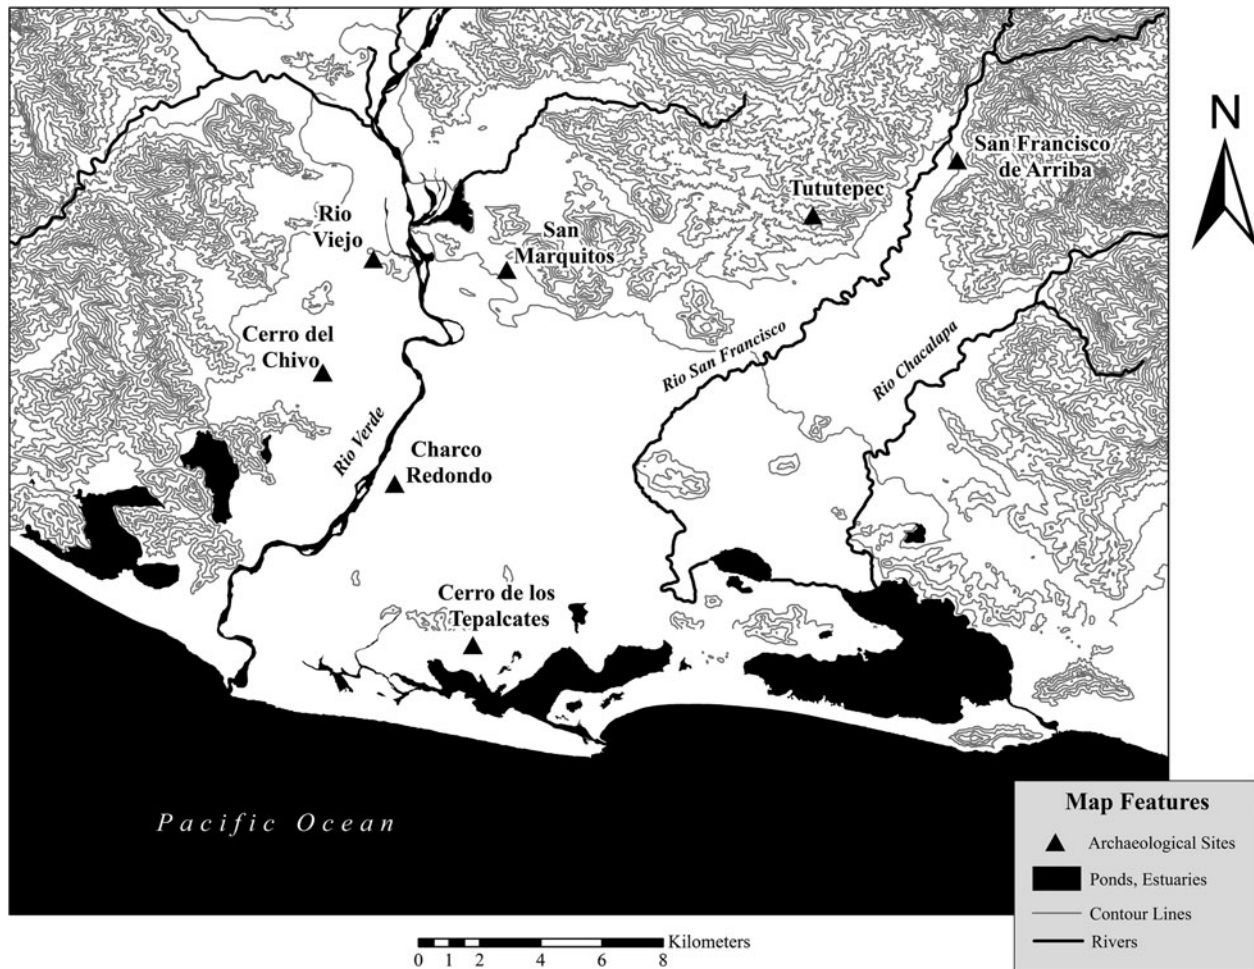 N
San Francisco
de Arriba
Tututepec
Rio
Viejo
San
Marquitos
Cerro del
Chivo
Rio San Francisco
Rio Chacalapa
Rio Verde
Charco
Redondo
Cerro de los
Tepalcates
Pacific Ocean
Map Features
Archaeological Sites
Ponds, Estuaries
Contour Lines
Rivers
Kilometers
0 1 2 4 6 8